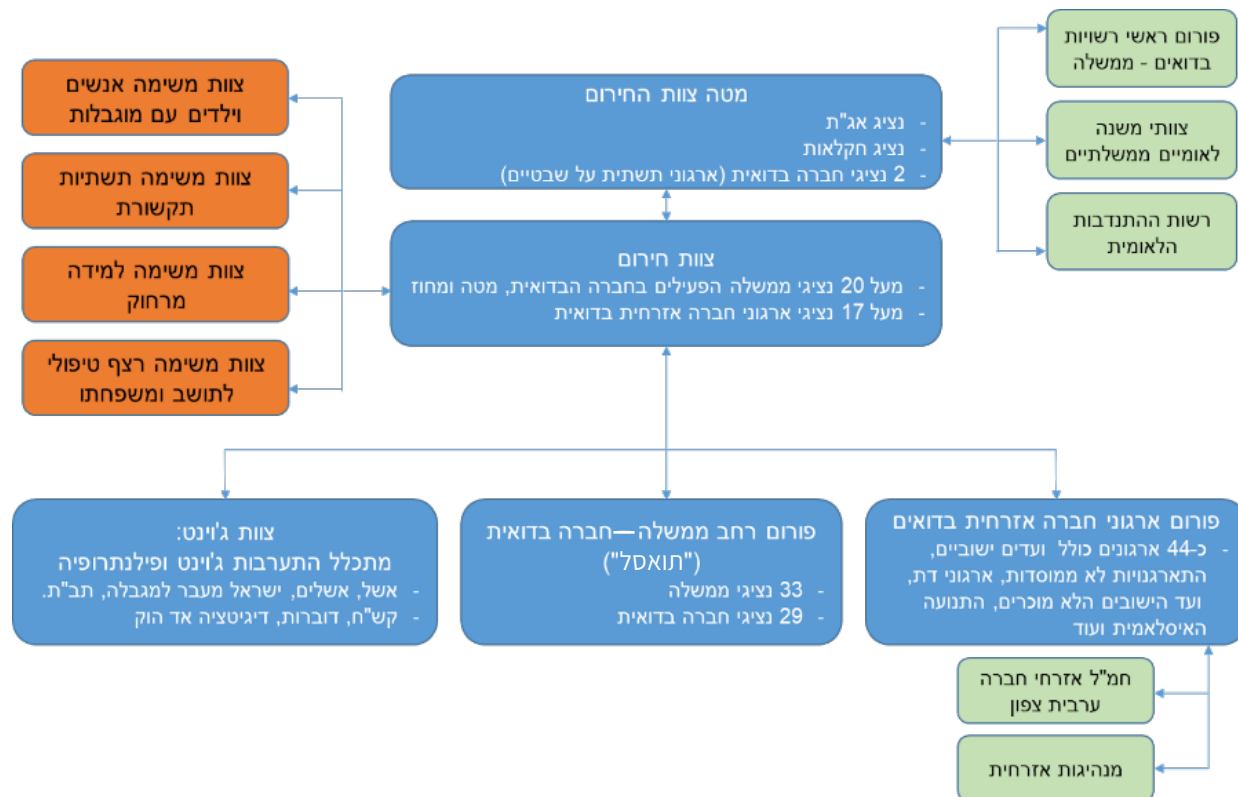 פורום ראשי רשויות
בדואים - ממשלה
צוותי משנה
לאומיים ממשלתיים
רשות ההתנדבות
הלאומית
מטה צוות החירום
- נציג אג"ת
- נציג חקלאות
- 2 נציגי חברה בדואית (ארגוני תשתית על שבטיים)
צוות חירום
- מעל 20 נציגי ממשלה הפעילים בחברה הבדואית, מטה ומחוז
- מעל 17 נציגי ארגוני חברה אזרחית בדואית
צוות משימה אנשים
וילדים עם מוגבלות
צוות משימה תשתיות
תקשורת
צוות משימה למידה
מרחוק
צוות משימה רצף טיפולי
לתושב ומשפחתו
פורום ארגוני חברה אזרחית בדואים
- כ-44 ארגונים כולל ועדים ישוביים,
התארגנויות לא ממוסדות, ארגוני דת,
ועד הישובים הלא מוכרים, התנועה
האיסלאמית ועוד
פורום רחב ממשלה—חברה בדואית
("תואסל")
- 33 נציגי ממשלה
- 29 נציגי חברה בדואית
צוות ג'וינט:
מתכלל התערבות ג'וינט ופילנתרופיה
- אשל, אשלים, ישראל מעבר למגבלה, תב"ת.
- קש"ח, דוברות, דיגיטציה אד הוק
חמ"ל אזרחי חברה
ערבית צפון
מנהיגות אזרחית